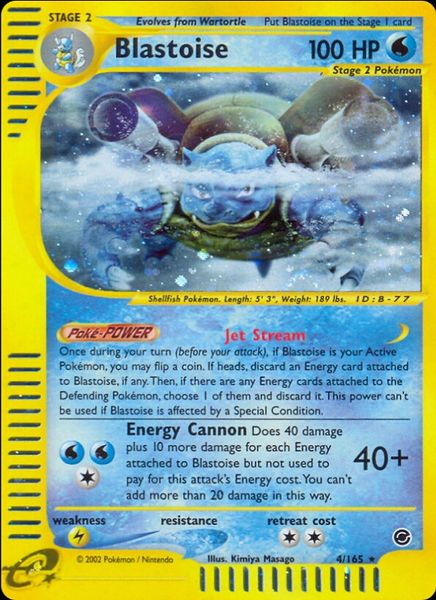 STAGE 2
Evolves from Wartortle
Put Blastoise on the Stage 1 card
Blastoise
100 HP
Stage 2 Pokémon
Shellfish Pokémon. Length: 5' 3", Weight: 189 lbs. ID:B-77
Poké-POWER
Jet Stream
Once during your turn (before your attack), if Blastoise is your Active
Pokémon, you may flip a coin. If heads, discard an Energy card attached
to Blastoise, if any. Then, if there are any Energy cards attached to the
Defending Pokémon, choose 1 of them and discard it. This power can't
be used if Blastoise is affected by a Special Condition.
Energy Cannon Does 40 damage
plus 10 more damage for each Energy
attached to Blastoise but not used to
pay for this attack's Energy cost. You can't
add more than 20 damage in this way.
40+
weakness
resistance
retreat cost
© 2002 Pokémon / Nintendo
Illus. Kimiya Masago
4/165 ★
e